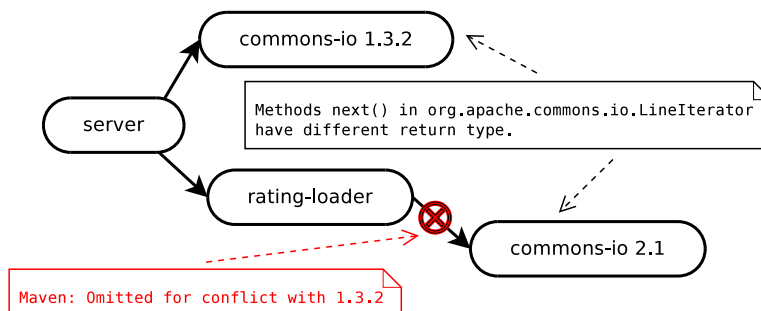 commons-io 1.3.2
Methods next() in org.apache.commons.io.LineIterator
have different return type.
server
rating-loader
commons-io 2.1
Maven: Omitted for conflict with 1.3.2